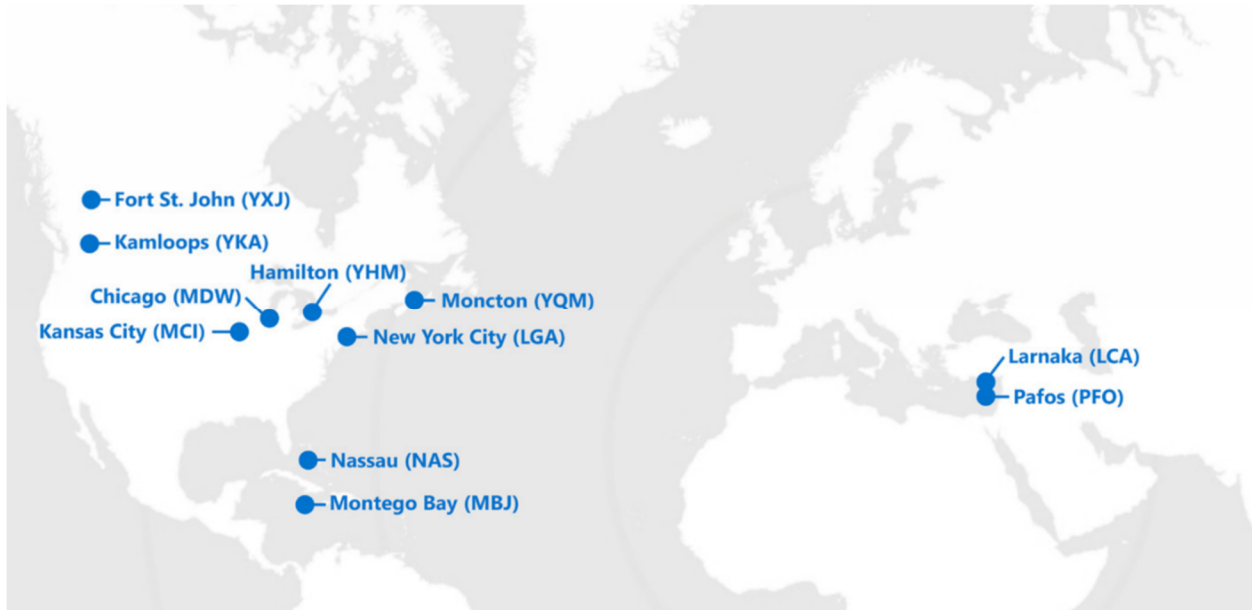 Fort St. John (YXJ)
Kamloops (YKA)
Hamilton (YHM)
Chicago (MDW)
Moncton (YQM)
Kansas City (MCI)
New York City (LGA)
Larnaka (LCA)
Pafos (PFO)
Nassau (NAS)
Montego Bay (MBJ)